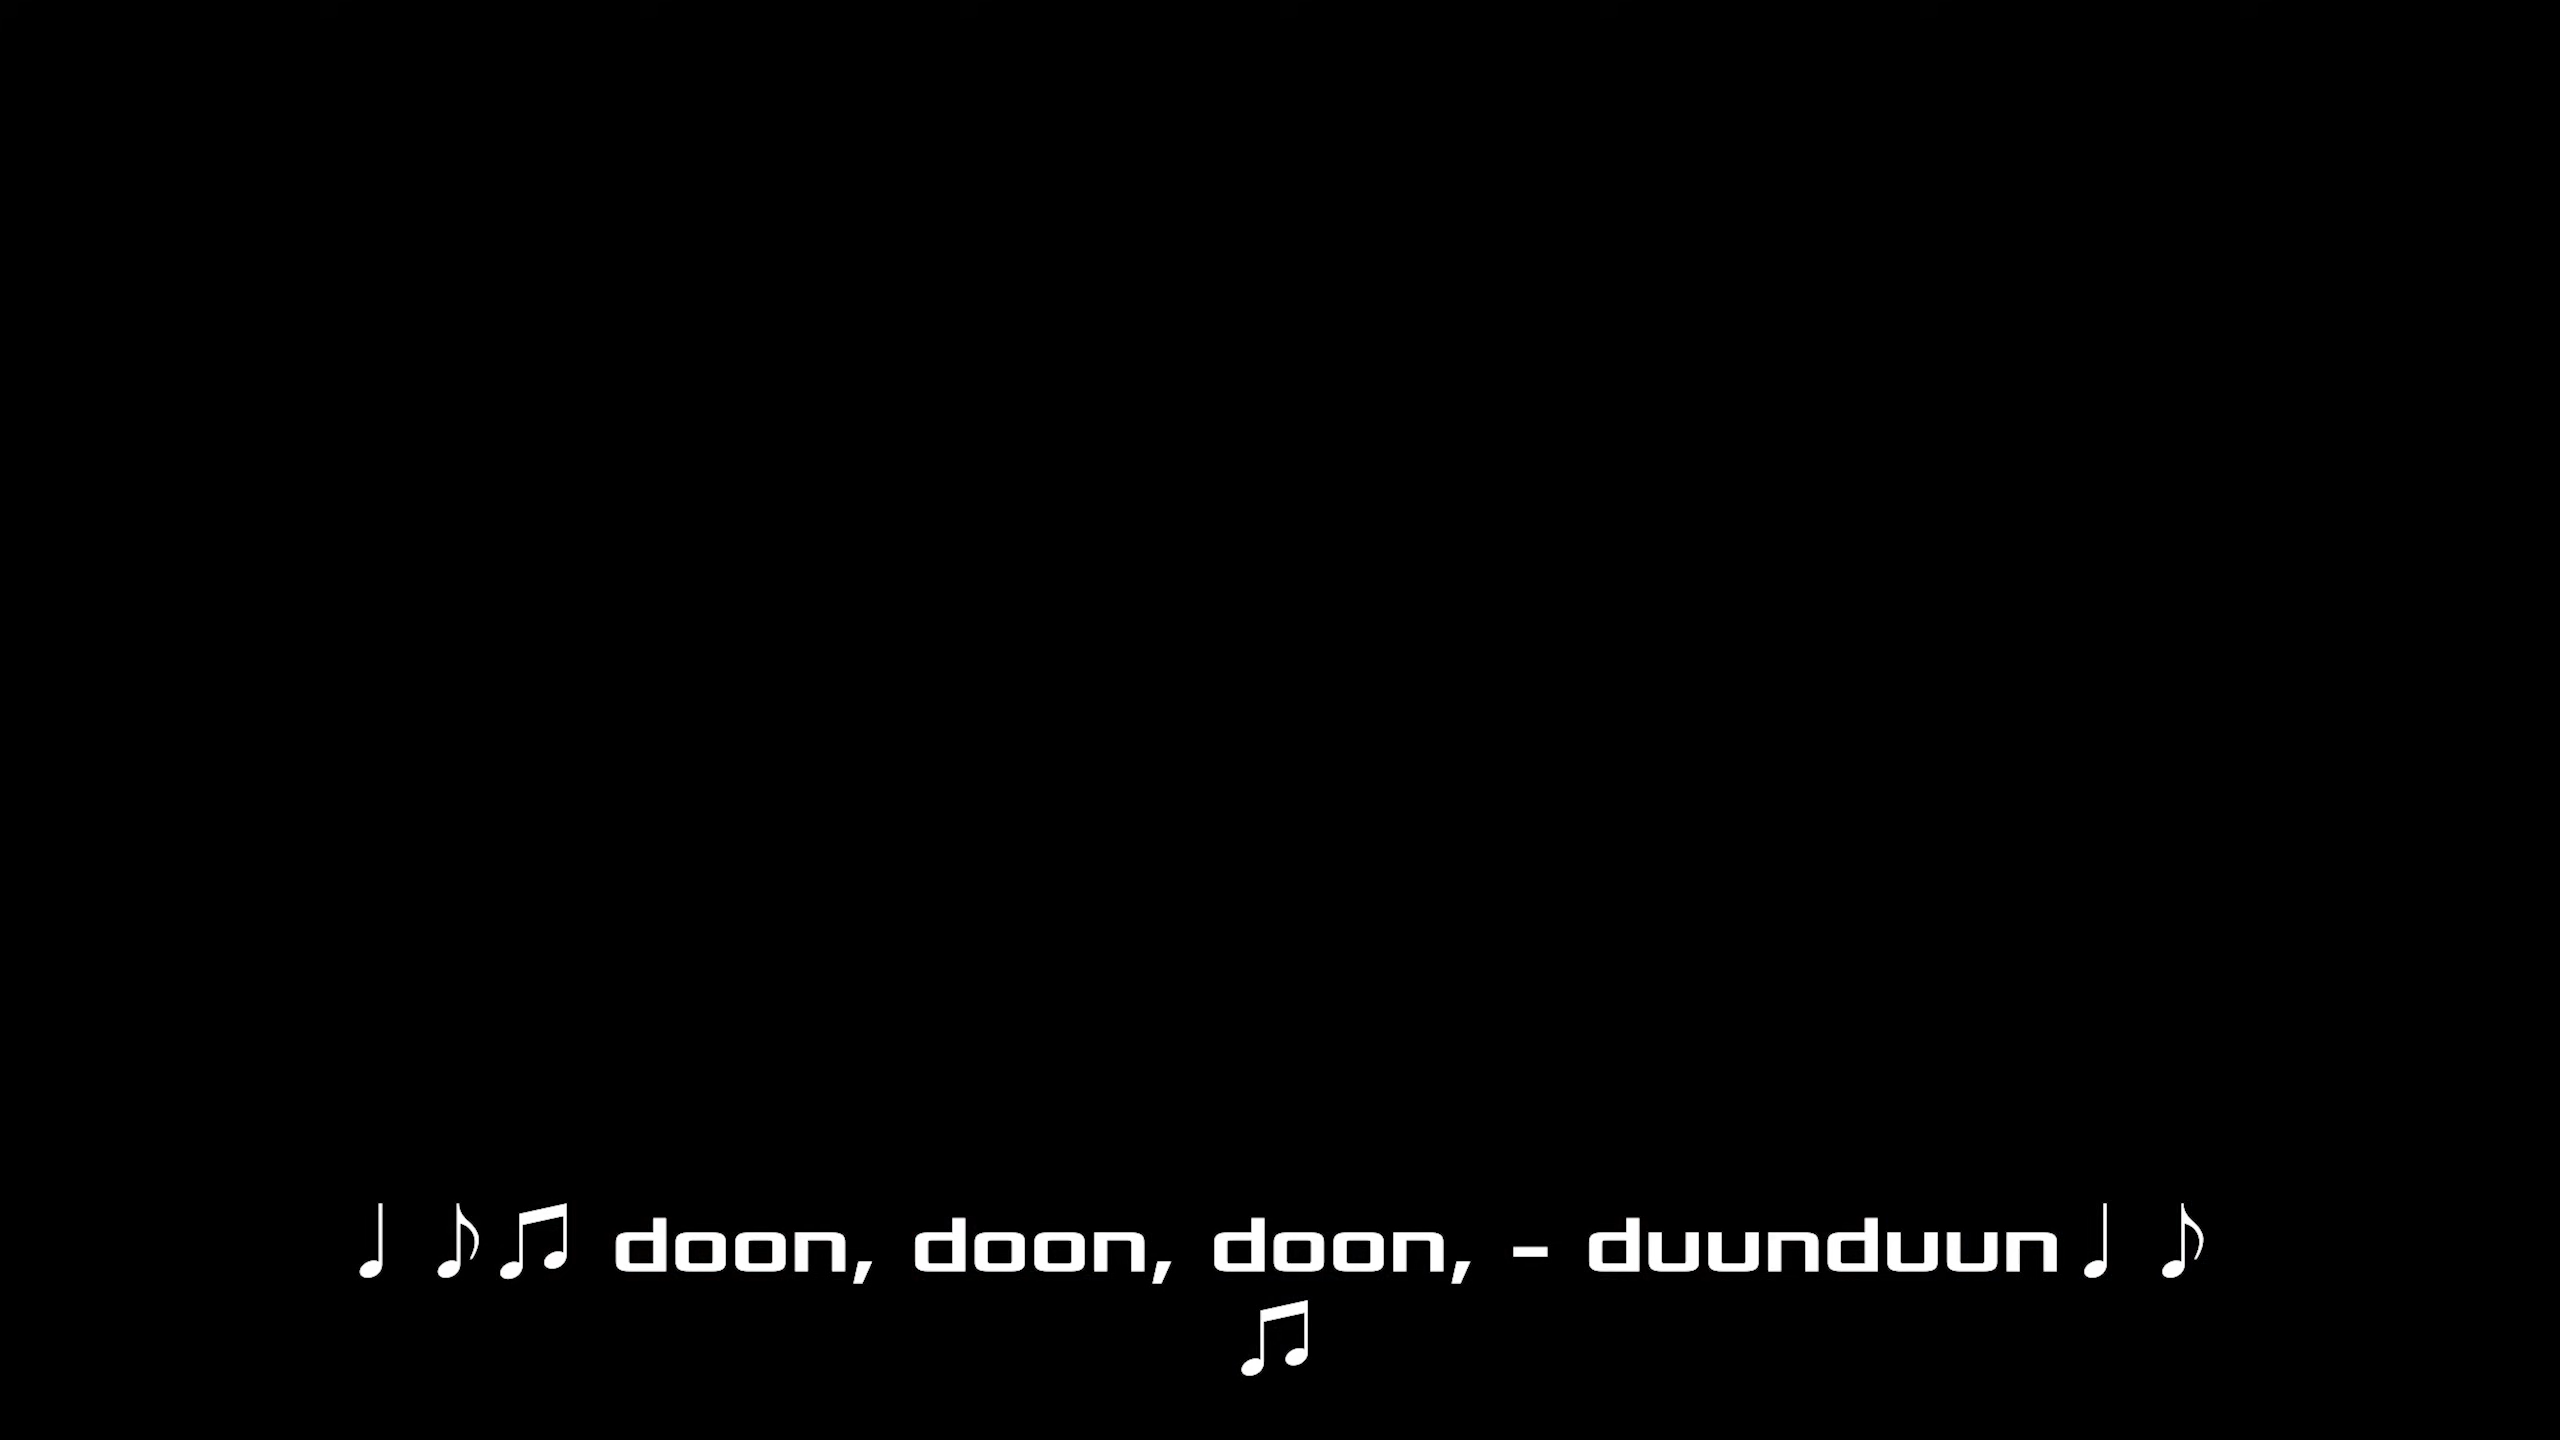 ♩ ♪♫ doon, doon, doon, - duunduun♩ ♪
♫